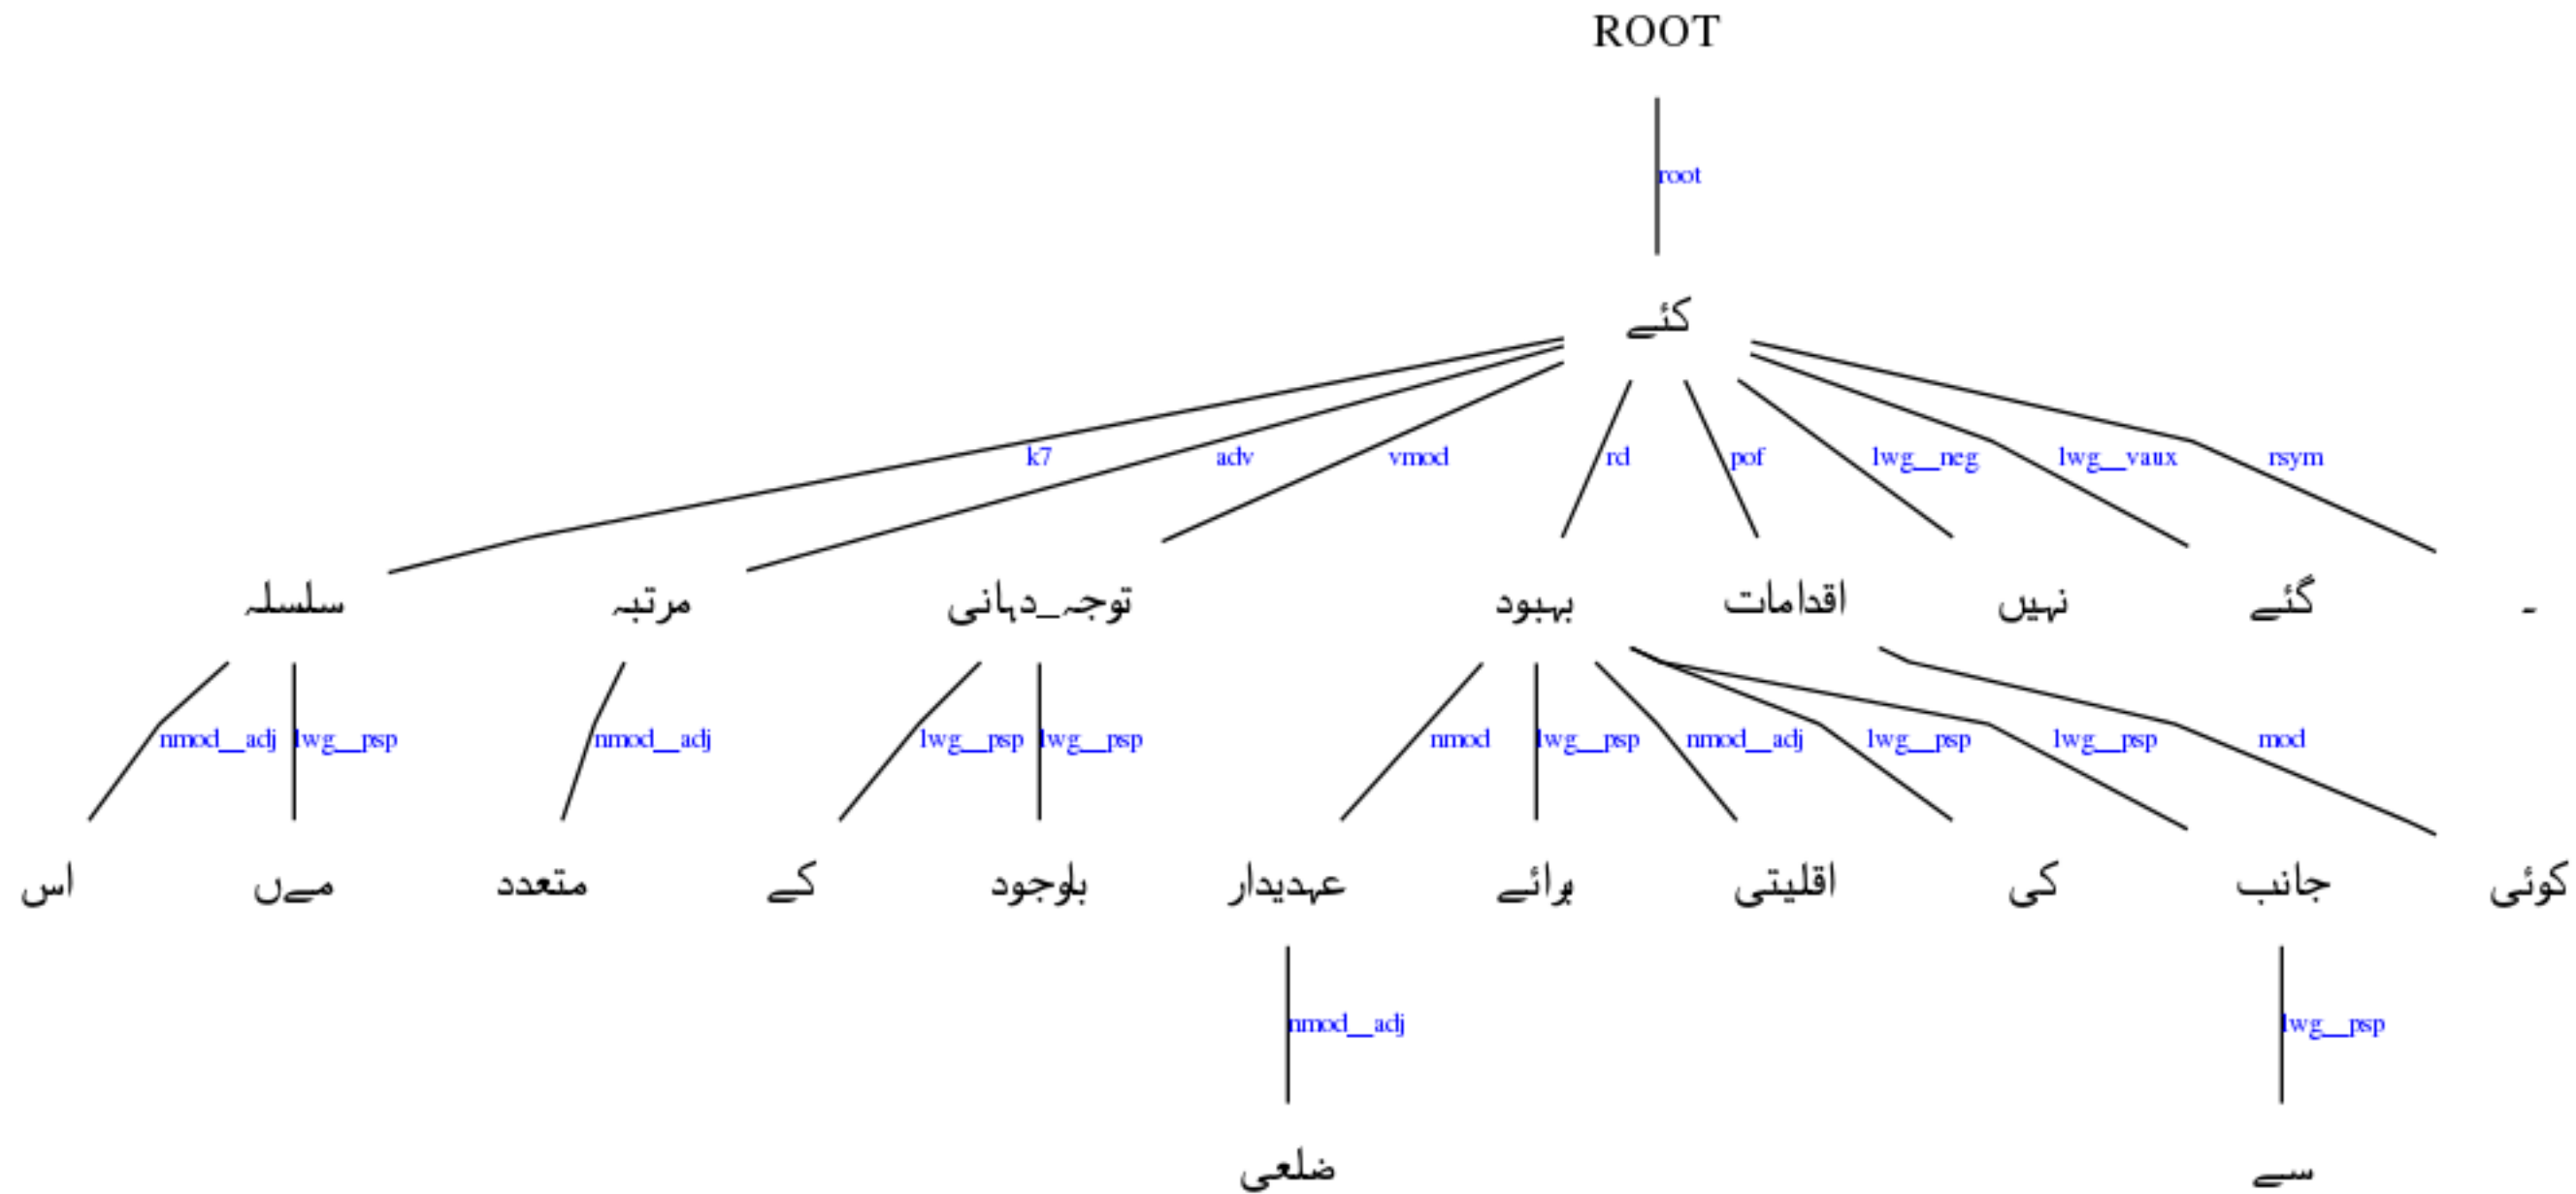 ROOT
root
کئے
k7 adv vmod rd pof lwg__neg lwg__vaux rsym
سلسلہ مرتبہ توجہ_دہانی بہبود اقدامات نہیں گئے ۔
nmod__adj lwg__psp nmod__adj lwg__psp lwg__psp nmod lwg__psp nmod__adj lwg__psp lwg__psp mod
اس مےں متعدد کے باوجود عہدیدار برائے اقلیتی کی جانب کوئی
nmod__adj lwg__psp
ضلعی سے